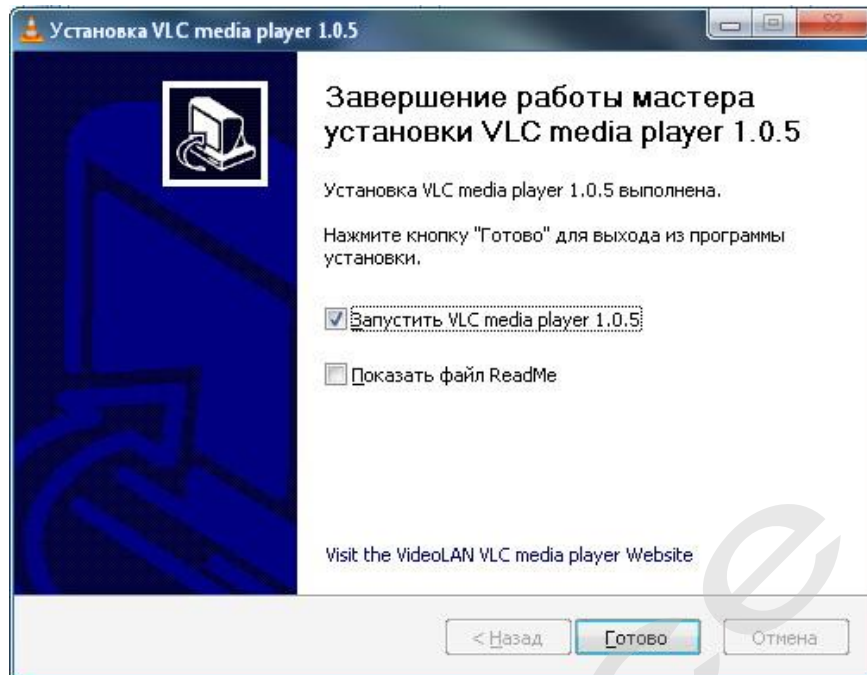 Установка VLC media player 1.0.5
Завершение работы мастера
установки VLC media player 1.0.5
Установка VLC media player 1.0.5 выполнена.
Нажмите кнопку "Готово" для выхода из программы
установки.
Запустить VLC media player 1.0.5
Показать файл ReadMe
Visit the VideoLAN VLC media player Website
< Назад
Готово
Отмена